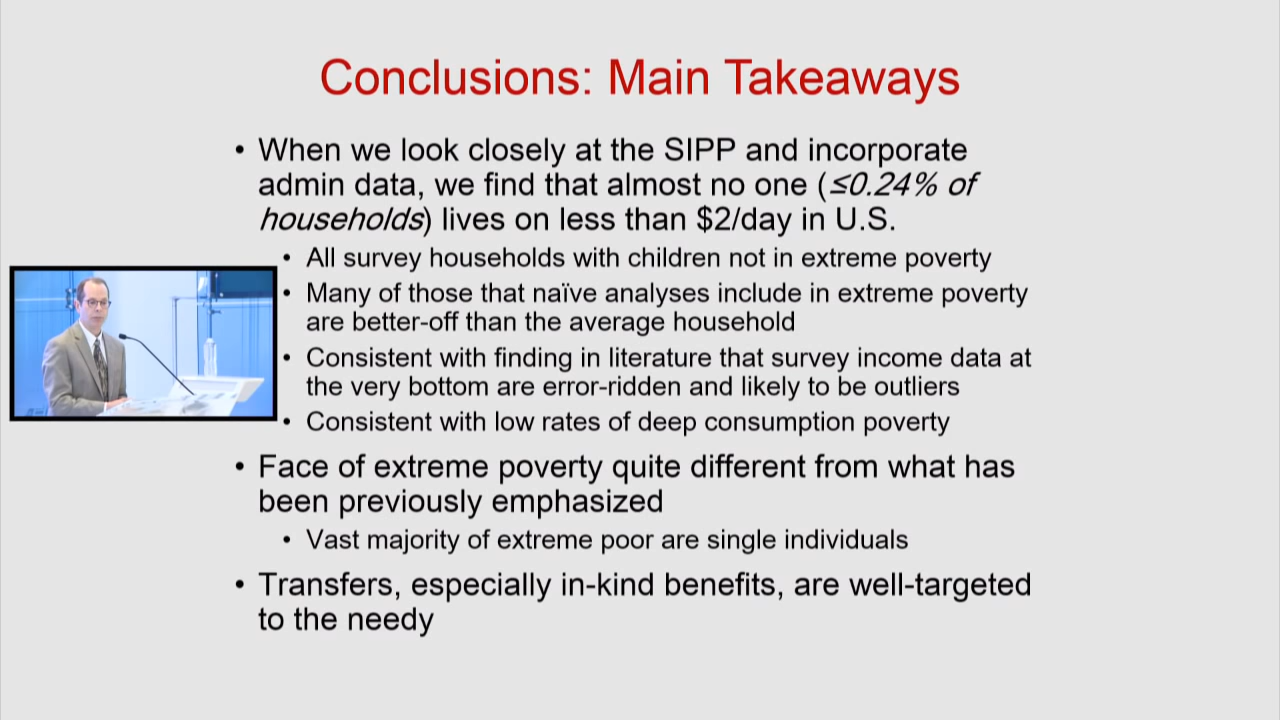 Conclusions: Main Takeaways
• When we look closely at the SIPP and incorporate
admin data, we find that almost no one (≤0.24% of
households) lives on less than $2/day in U.S.
• All survey households with children not in extreme poverty
• Many of those that naïve analyses include in extreme poverty
are better-off than the average household
• Consistent with finding in literature that survey income data at
the very bottom are error-ridden and likely to be outliers
• Consistent with low rates of deep consumption poverty
• Face of extreme poverty quite different from what has
been previously emphasized
• Vast majority of extreme poor are single individuals
• Transfers, especially in-kind benefits, are well-targeted
to the needy